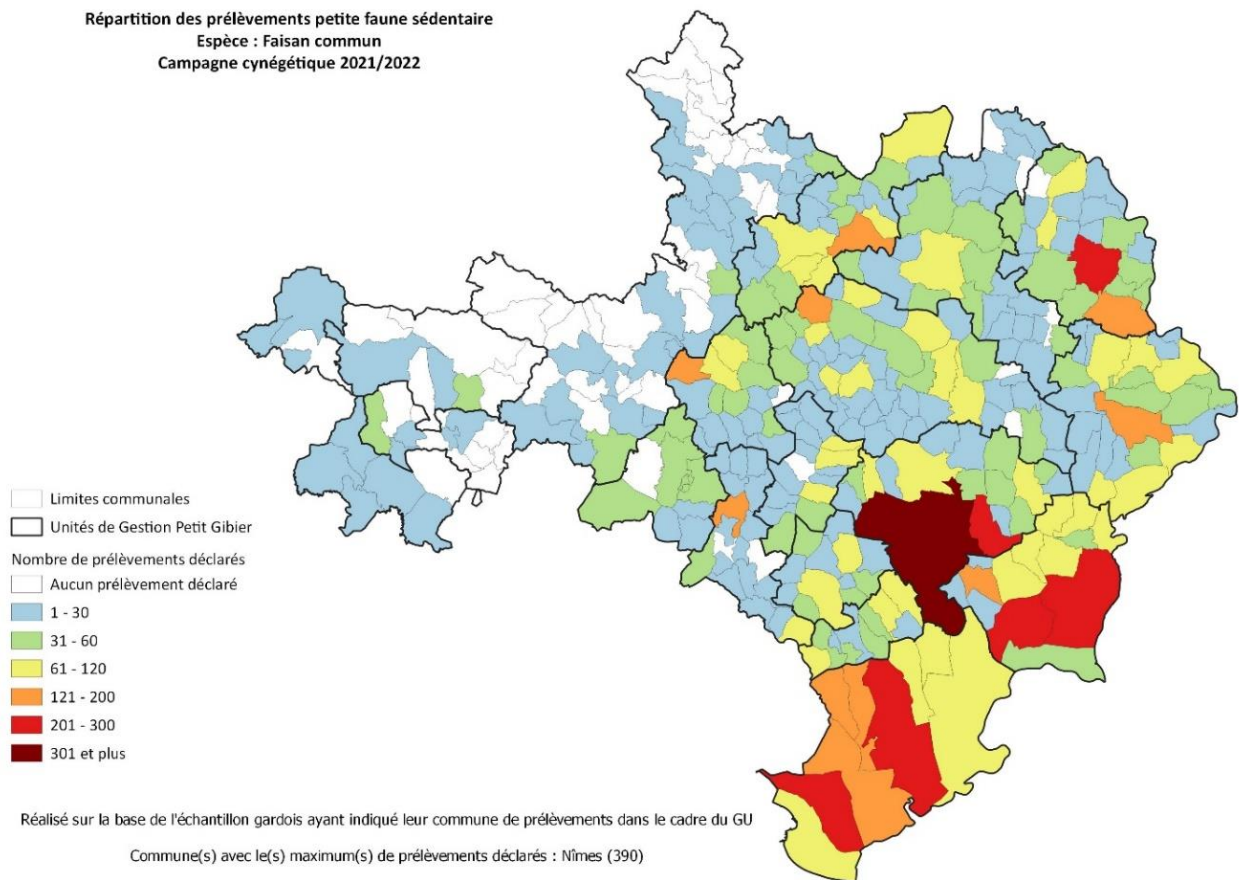 Répartition des prélèvements petite faune sédentaire
Espèce : Faisan commun
Campagne cynégétique 2021/2022
Limites communales
Unités de Gestion Petit Gibier
Nombre de prélèvements déclarés
Aucun prélèvement déclaré
1 - 30
31 - 60
61 - 120
121 - 200
201 - 300
301 et plus
Réalisé sur la base de l'échantillon gardois ayant indiqué leur commune de prélèvements dans le cadre du GU
Commune(s) avec le(s) maximum(s) de prélèvements déclarés : Nîmes (390)